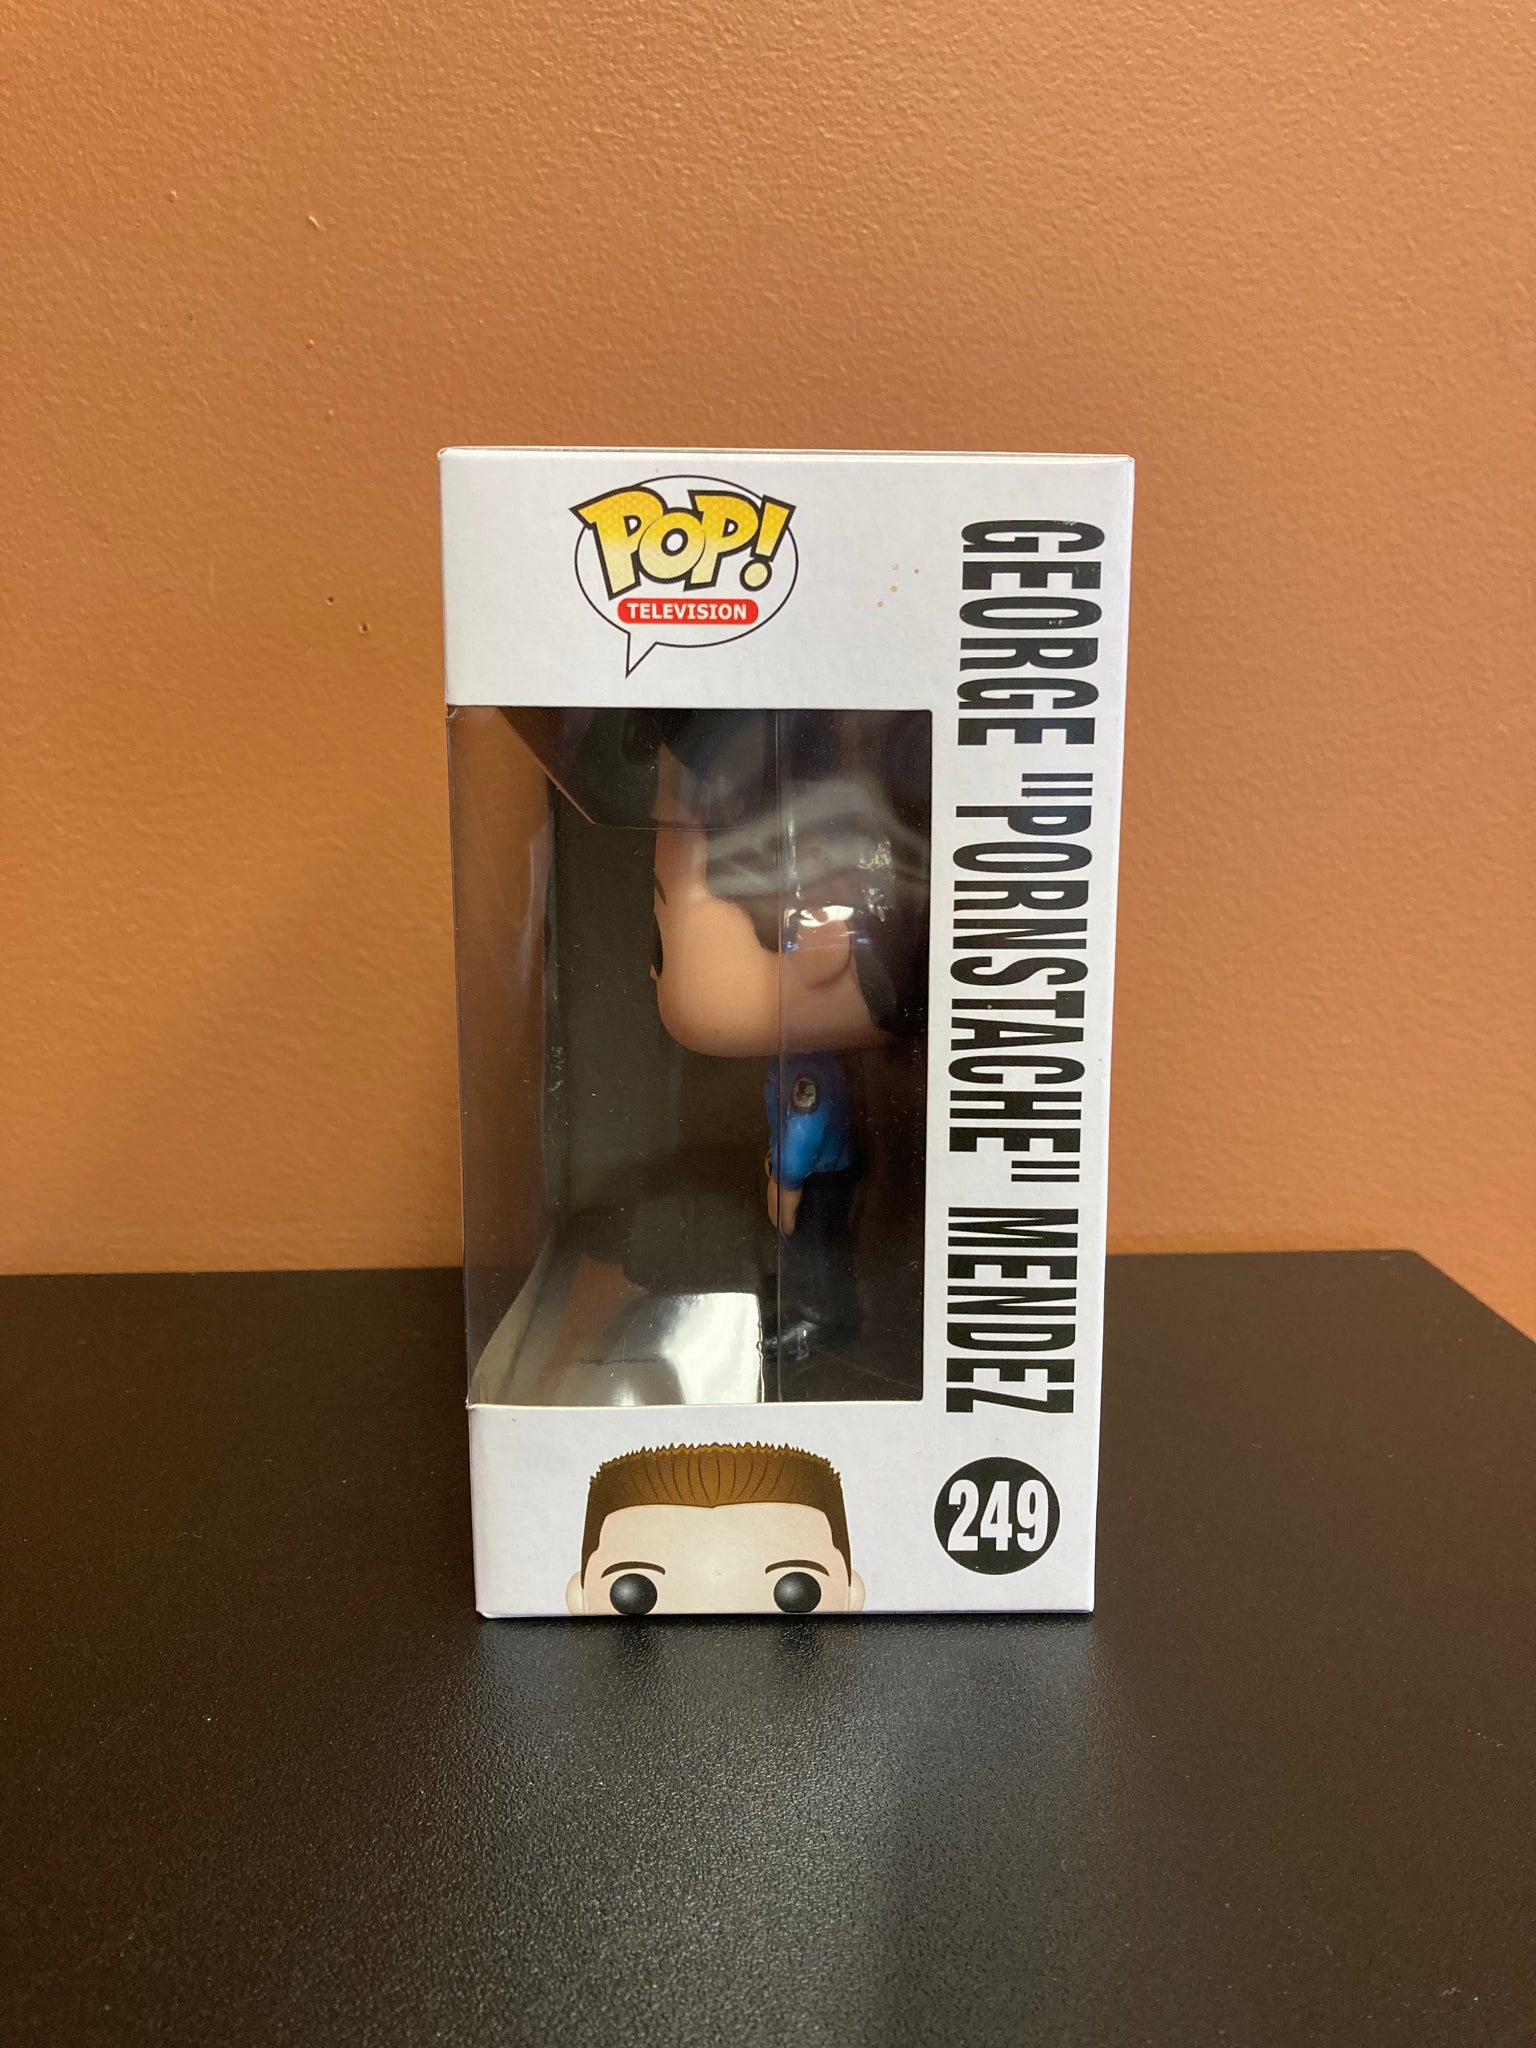 POP!
TELEVISION
GEORGE "PORNSTACHE" MENDEZ
249